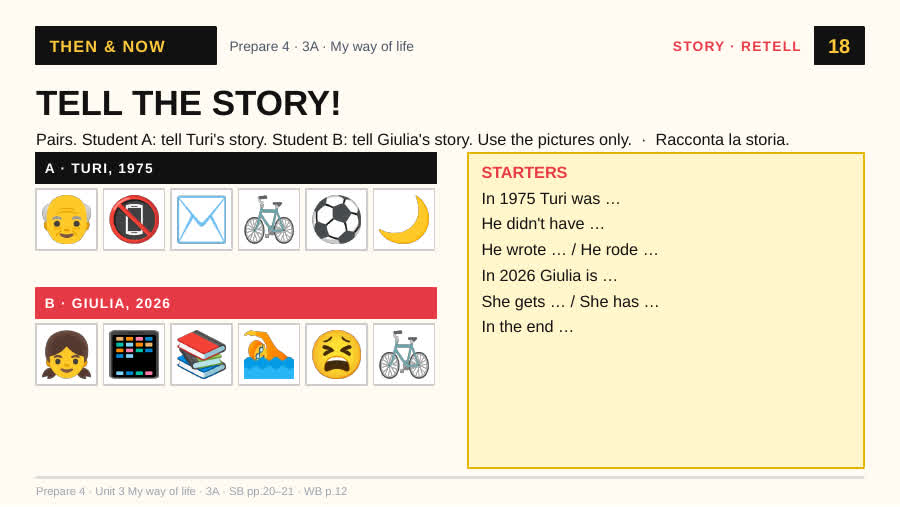 THEN & NOW
Prepare 4 · 3A · My way of life
STORY · RETELL
18
TELL THE STORY!
Pairs. Student A: tell Turi's story. Student B: tell Giulia's story. Use the pictures only. · Racconta la storia.
A · TURI, 1975
B · GIULIA, 2026
STARTERS
In 1975 Turi was …
He didn't have …
He wrote … / He rode …
In 2026 Giulia is …
She gets … / She has …
In the end …
Prepare 4 · Unit 3 My way of life · 3A · SB pp.20–21 · WB p.12